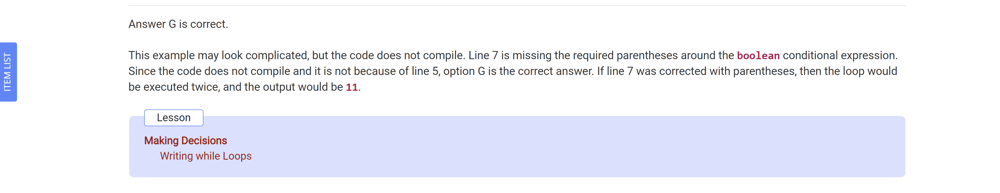 Answer G is correct.
ITEM LIST
This example may look complicated, but the code does not compile. Line 7 is missing the required parentheses around the boolean conditional expression.
Since the code does not compile and it is not because of line 5, option G is the correct answer. If line 7 was corrected with parentheses, then the loop would
be executed twice, and the output would be 11.
Lesson
Making Decisions
Writing while Loops